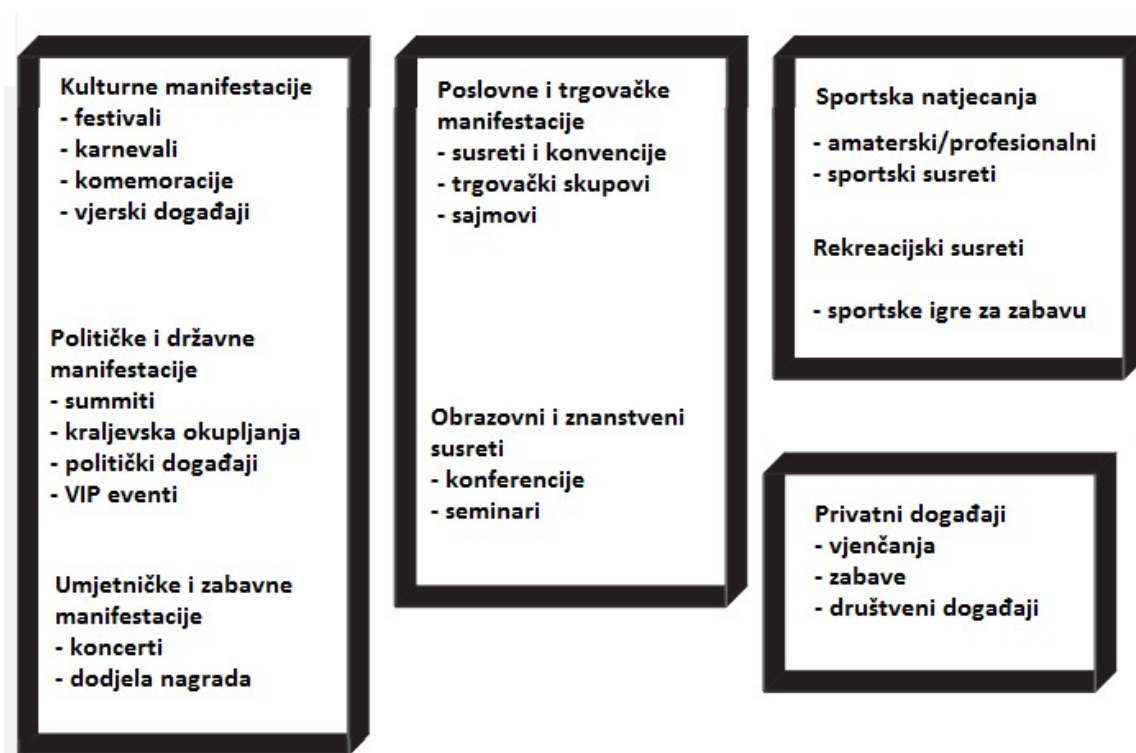 Kulturne manifestacije
- festivali
- karnevali
- komemoracije
- vjerski događaji
Političke i državne
manifestacije
- summiti
- kraljevska okupljanja
- politički događaji
- VIP eventi
Umjetničke i zabavne
manifestacije
- koncerti
- dodjela nagrada
Poslovne i trgovačke
manifestacije
- susreti i konvencije
- trgovački skupovi
- sajmovi
Obrazovni i znanstveni
susreti
- konferencije
- seminari
Sportska natjecanja
- amaterski/profesionalni
- sportski susreti
Rekreacijski susreti
- sportske igre za zabavu
Privatni događaji
- vjenčanja
- zabave
- društveni događaji